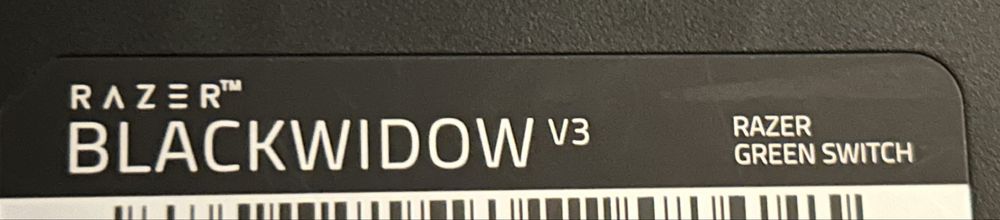 RAZER™
BLACKWIDOW V3
RAZER
GREEN SWITCH